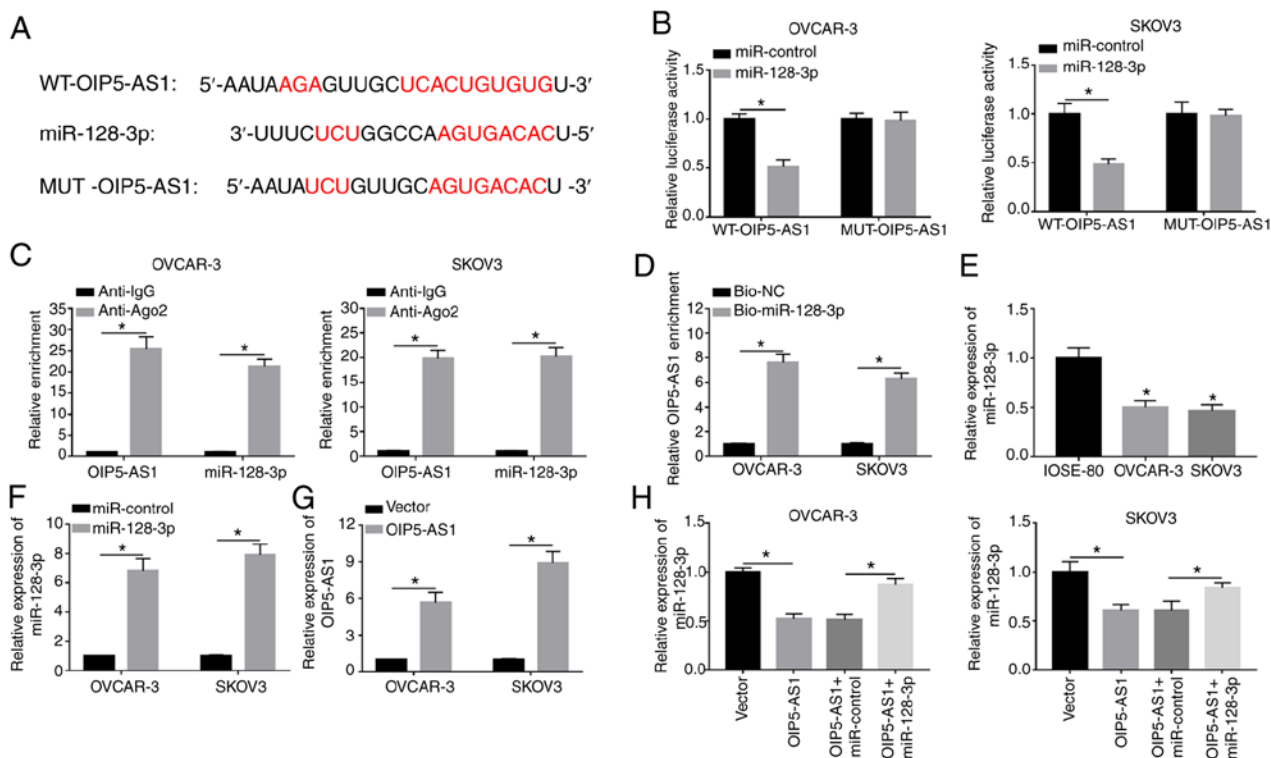 A
WT-OIP5-AS1: 5′-AAUAAGAGUUGCUCACUGUGUGU-3′
miR-128-3p: 3′-UUUCUCUGGCCAAGUGACACU-5′
MUT -OIP5-AS1: 5′-AAUAUCUGUUGCAGUGACACU -3′
B
OVCAR-3
miR-control
miR-128-3p
Relative luciferase activity
1.5
1.0
0.5
0.0
WT-OIP5-AS1 MUT-OIP5-AS1
*
SKOV3
miR-control
miR-128-3p
Relative luciferase activity
1.5
1.0
0.5
0.0
WT-OIP5-AS1 MUT-OIP5-AS1
*
C
OVCAR-3
Anti-IgG
Anti-Ago2
Relative enrichment
35
30
25
20
15
10
5
0
OIP5-AS1 miR-128-3p
* *
SKOV3
Anti-IgG
Anti-Ago2
Relative enrichment
30
25
20
15
10
5
0
OIP5-AS1 miR-128-3p
* *
D
Bio-NC
Bio-miR-128-3p
Relative OIP5-AS1 enrichment
12
10
8
6
4
2
0
OVCAR-3 SKOV3
* *
E
Relative expression of
miR-128-3p
1.5
1.0
0.5
0.0
IOSE-80 OVCAR-3 SKOV3
* *
F
miR-control
miR-128-3p
Relative expression of
miR-128-3p
10
8
6
4
2
0
OVCAR-3 SKOV3
* *
G
Vector
OIP5-AS1
Relative expression of
OIP5-AS1
12
9
6
3
0
OVCAR-3 SKOV3
* *
H
OVCAR-3
Relative expression of
miR-128-3p
1.5
1.0
0.5
0.0
Vector
OIP5-AS1
OIP5-AS1+
miR-control
OIP5-AS1+
miR-128-3p
* *
SKOV3
Relative expression of
miR-128-3p
1.5
1.0
0.5
0.0
Vector
OIP5-AS1
OIP5-AS1+
miR-control
OIP5-AS1+
miR-128-3p
* *